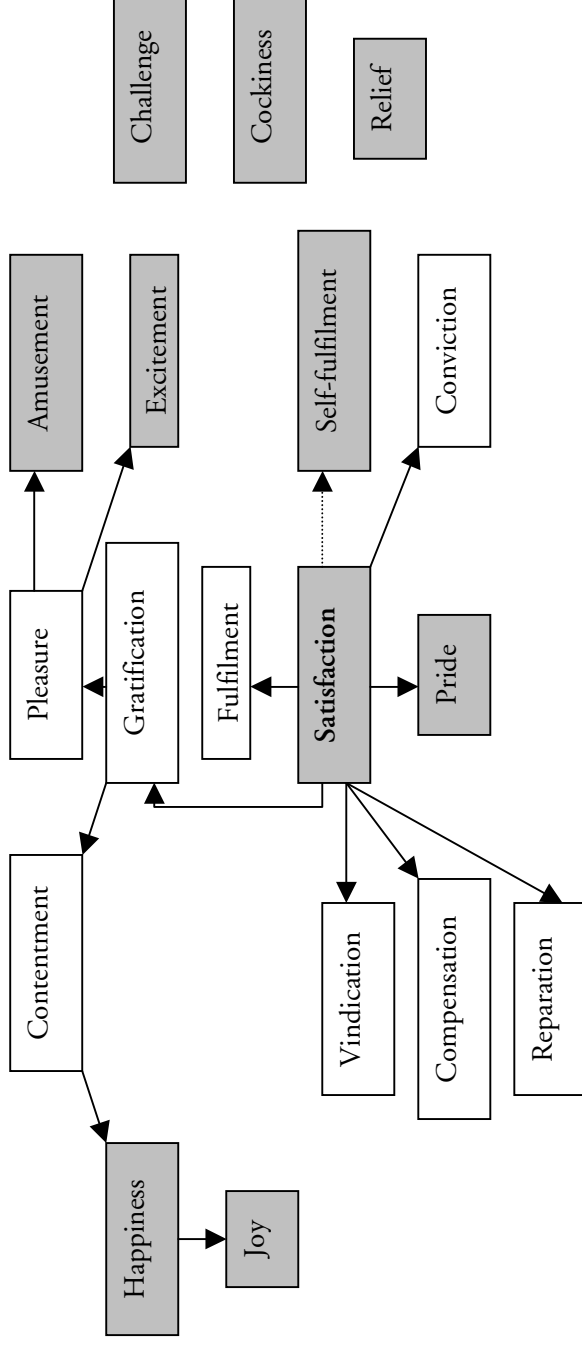 Contentment
Pleasure
Amusement
Happiness
Gratification
Excitement
Challenge
Joy
Fulfilment
Cockiness
Vindication
Satisfaction
Self-fulfilment
Relief
Compensation
Pride
Conviction
Reparation